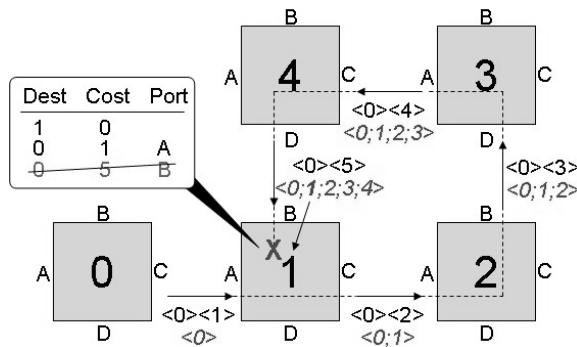 B
A 4 C
D
B
A 3 C
D
Dest Cost Port
1 0
0 1 A
0 5 B
<0><4>
<0;1;2;3>
<0><5>
<0;1;2;3;4>
<0><3>
<0;1;2>
B
A 0 C
D
B
X
A 1 C
D
B
A 2 C
D
<0><1>
<0>
<0><2>
<0;1>